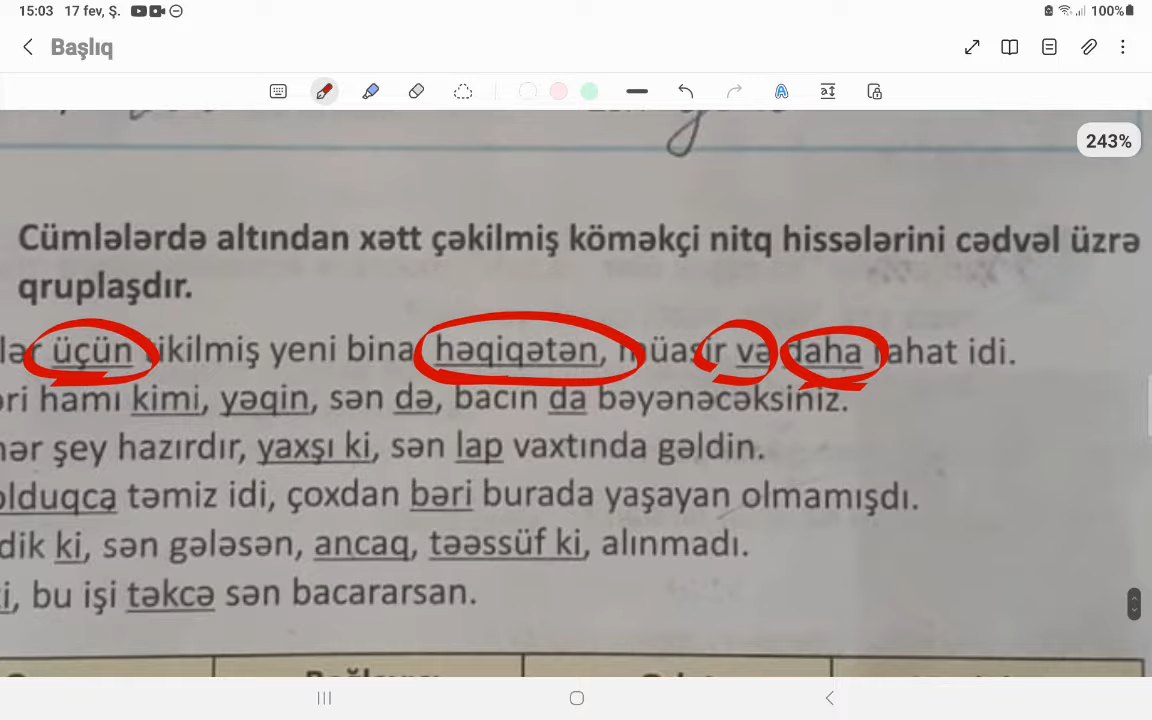 15:03 17 fev, Ş. 100%
Başlıq
243%
Cümlələrdə altından xətt çəkilmiş köməkçi nitq hissələrini cədvəl üzrə
qruplaşdır.
lər üçün tikilmiş yeni bina, həqiqətən, müasir və daha rahat idi.
əri hamı kimi, yəqin, sən də, bacın da bəyənəcəksiniz.
hər şey hazırdır, yaxşı ki, sən lap vaxtında gəldin.
olduqca təmiz idi, çoxdan bəri burada yaşayan olmamışdı.
dik ki, sən gələsən, ancaq, təəssüf ki, alınmadı.
i, bu işi təkcə sən bacararsan.